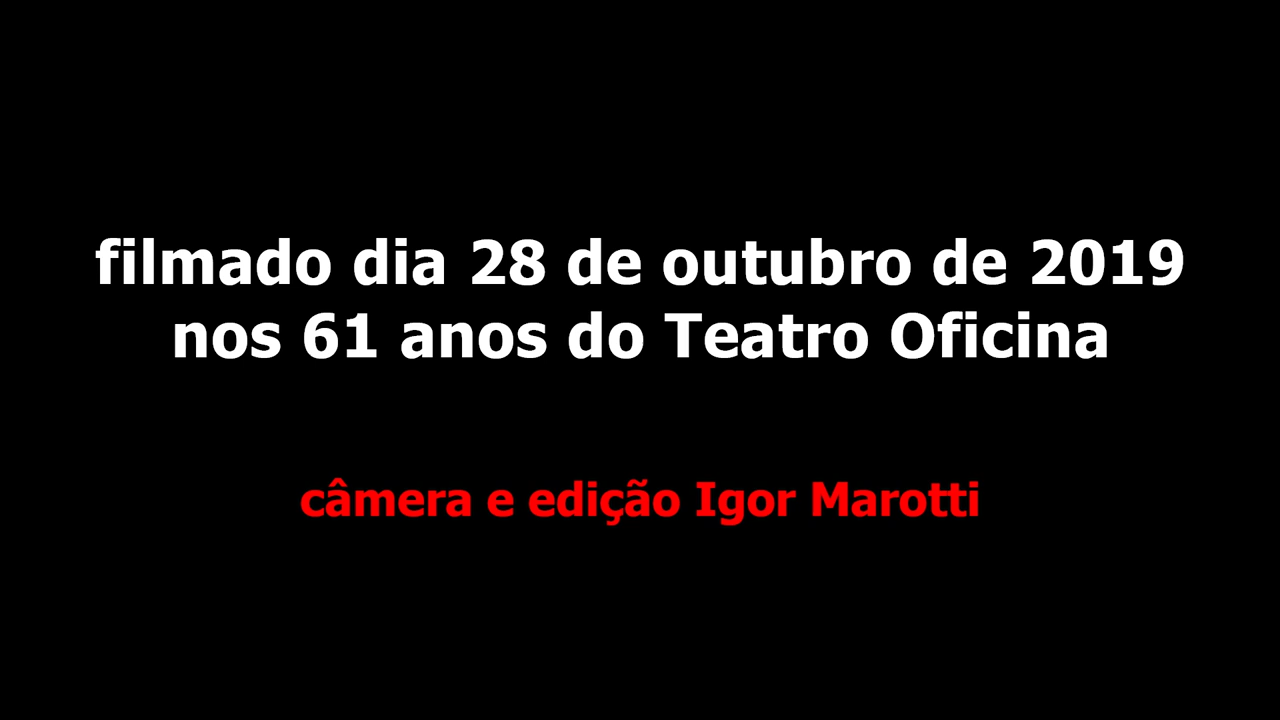 filmado dia 28 de outubro de 2019
nos 61 anos do Teatro Oficina
câmera e edição Igor Marotti